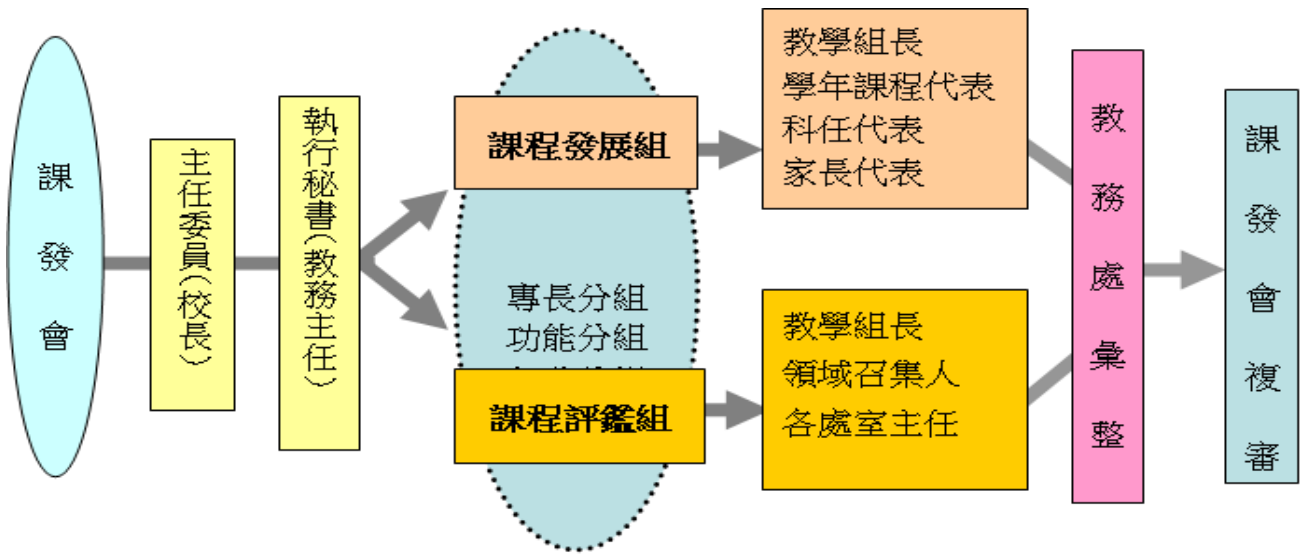 課發會
主任委員(校長)
執行秘書(教務主任)
課程發展組
專長分組
功能分組
課程評鑑組
教學組長
學年課程代表
科任代表
家長代表
教學組長
領域召集人
各處室主任
教務處彙整
課發會複審